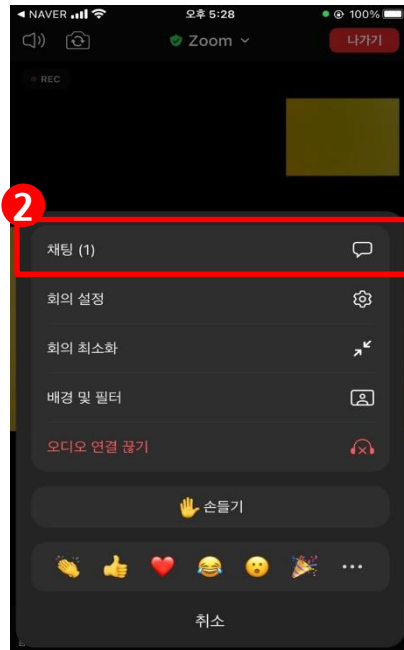 NAVER 오후 5:28 100%
Zoom 나가기
REC
2
채팅 (1)
회의 설정
회의 최소화
배경 및 필터
오디오 연결 끊기
손들기
취소